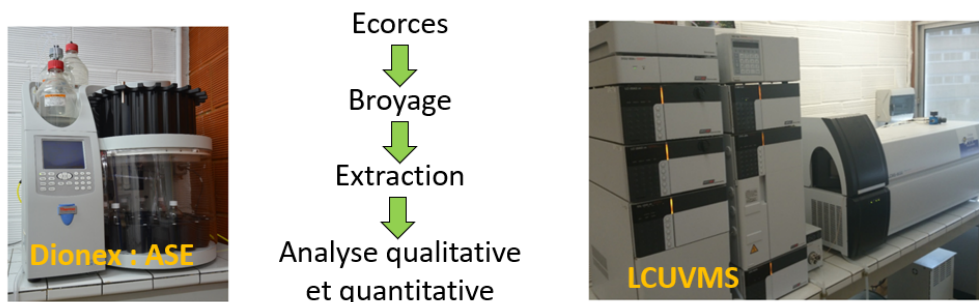 Ecorces
Broyage
Extraction
Analyse qualitative
et quantitative
Dionex : ASE
LCUVMS